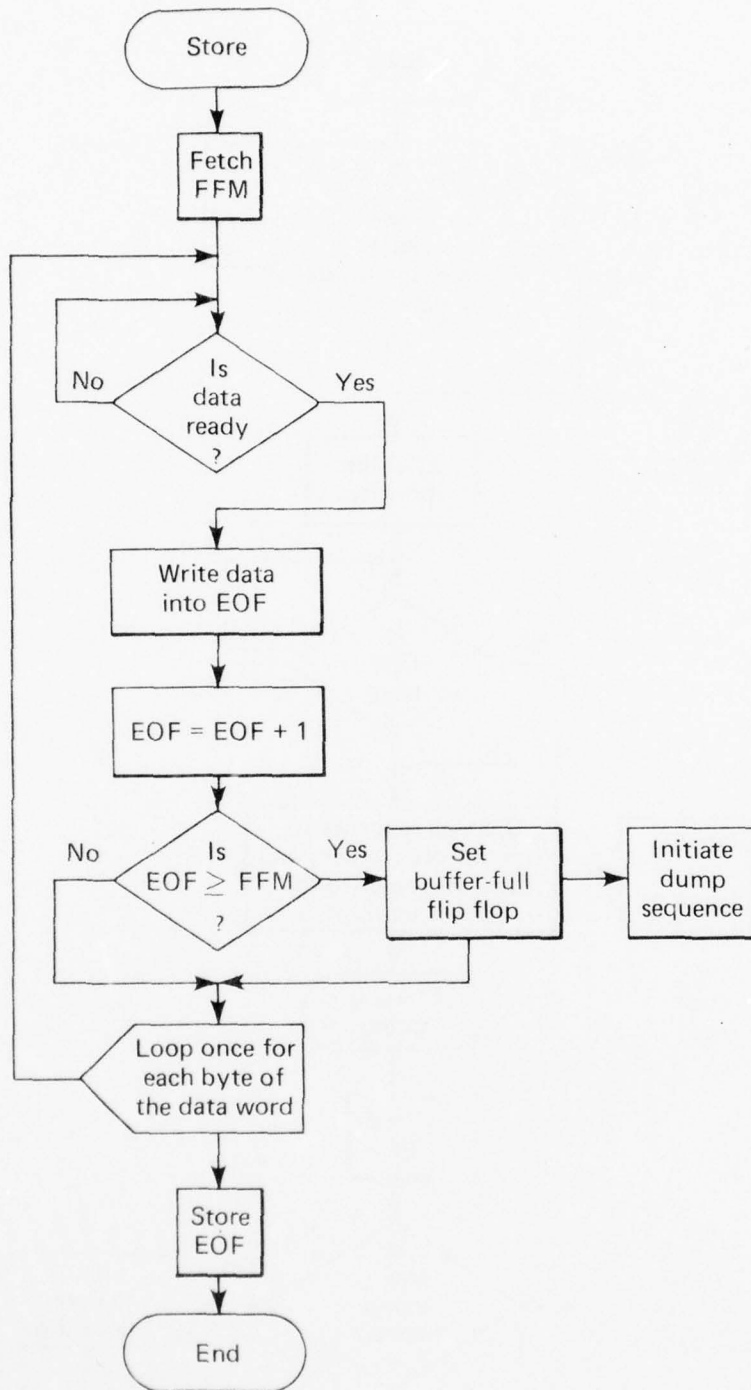 Store
Fetch
FFM
No
Is
data
ready
?
Yes
Write data
into EOF
EOF = EOF + 1
No
Is
EOF ≥ FFM
?
Yes
Set
buffer-full
flip flop
Initiate
dump
sequence
Loop once for
each byte of
the data word
Store
EOF
End